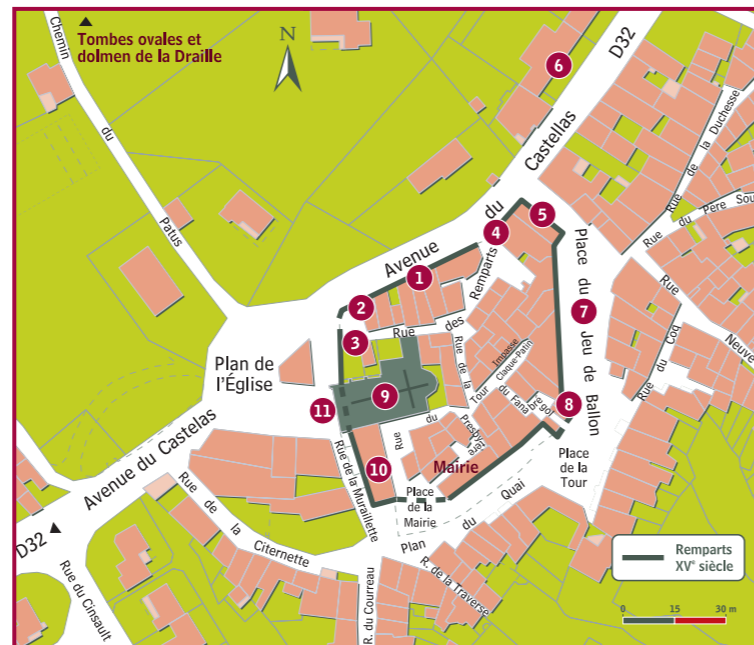 Tombes ovales et
dolmen de la Draille
Chemin
du
Patus
N
6
D32
Castellas
du
Avenue
Rue de la Duchesse
Rue du Pere Sou
Rue
Neuve
Rue du Coq
5
4
1
2
3
Remparts
des
Rue
Place du Jeu de Ballon
7
Plan de
l'Église
9
11
Rue de la
Tour
Impasse
Claque-Patin
du Fanabregol
8
Rue
du
Presbytera
Mairie
10
Place
de la
Mairie
Place
de la
Tour
Avenue du Castelas
D32
Rue de la Muraillette
Rue de la Citernette
Plan du Quai
R. de la Traverse
R. du Courreau
Rue du Cinsault
Remparts
XVe siècle
0 15 30 m